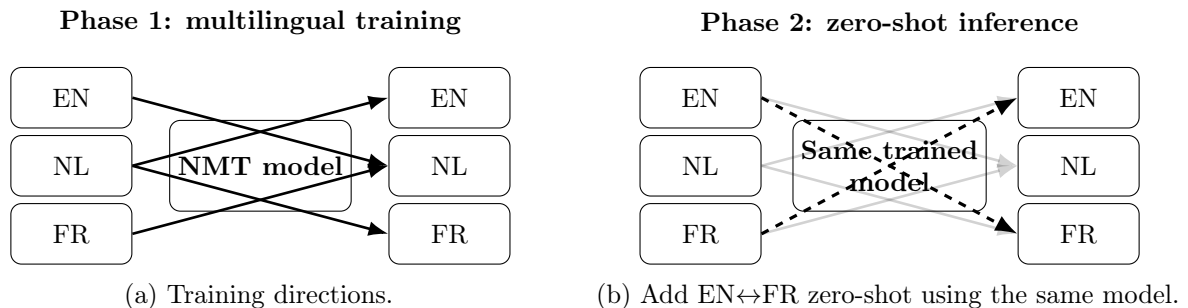 Phase 1: multilingual training
EN
NL
FR
NMT model
EN
NL
FR
(a) Training directions.
Phase 2: zero-shot inference
EN
NL
FR
Same trained
model
EN
NL
FR
(b) Add EN↔FR zero-shot using the same model.